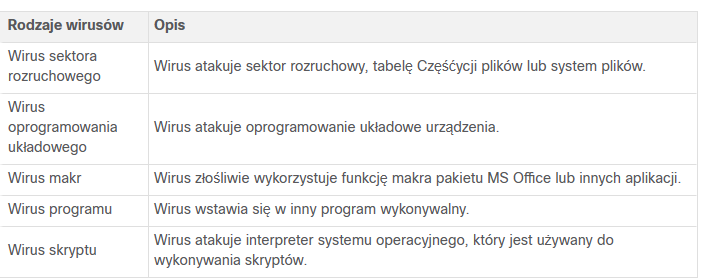 Rodzaje wirusów Opis
Wirus sektora
rozruchowego
Wirus atakuje sektor rozruchowy, tabelę Częśćycji plików lub system plików.
Wirus
oprogramowania
układowego
Wirus atakuje oprogramowanie układowe urządzenia.
Wirus makr
Wirus złośliwie wykorzystuje funkcję makra pakietu MS Office lub innych aplikacji.
Wirus programu
Wirus wstawia się w inny program wykonywalny.
Wirus skryptu
Wirus atakuje interpreter systemu operacyjnego, który jest używany do
wykonywania skryptów.